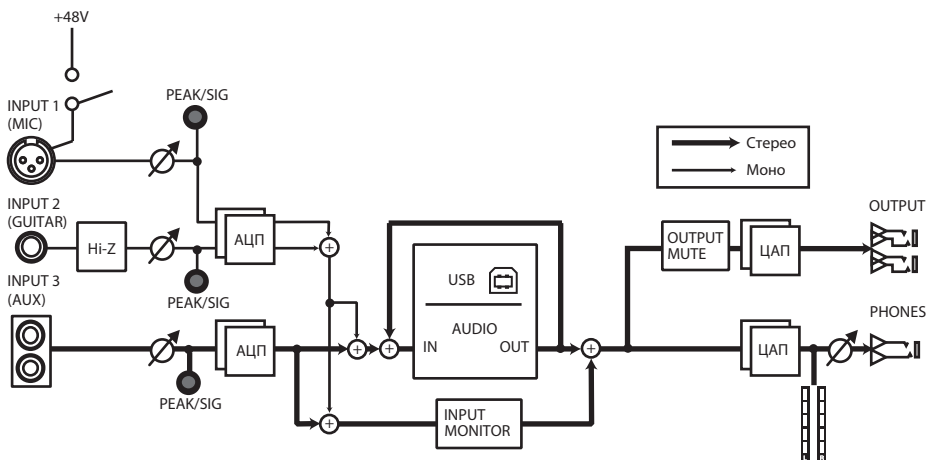 +48V
INPUT 1
(MIC)
PEAK/SIG
Стерео
Моно
INPUT 2
(GUITAR)
Hi-Z
АЦП
PEAK/SIG
OUTPUT
OUTPUT
MUTE
ЦАП
USB
INPUT 3
(AUX)
АЦП
AUDIO
IN
OUT
ЦАП
PHONES
PEAK/SIG
INPUT
MONITOR